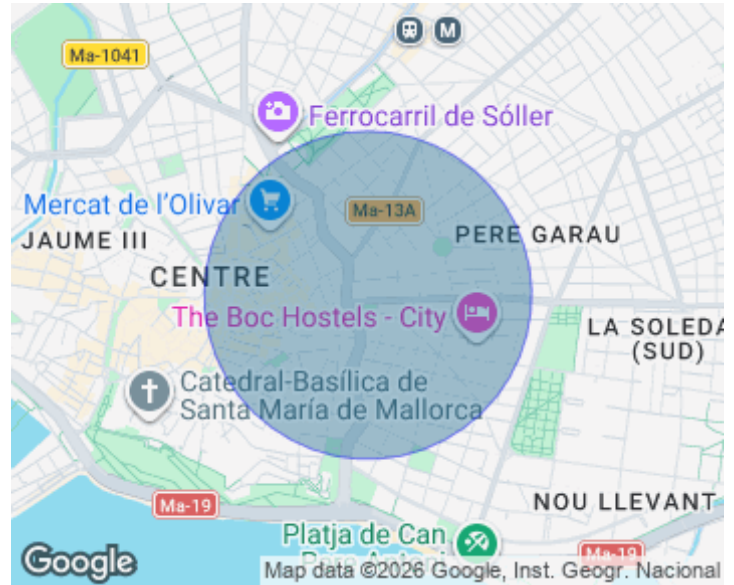 M
Ma-1041
Ferrocarril de Sóller
Mercat de l'Olivar
Ma-13A
JAUME III
PERE GARAU
CENTRE
The Boc Hostels - City
LA SOLEDA
(SUD)
Catedral-Basílica de
Santa María de Mallorca
Ma-19
NOU LLEVANT
Platja de Can
Pere Antoni
Ma-19
Google
Map data ©2026 Google, Inst. Geogr. Nacional